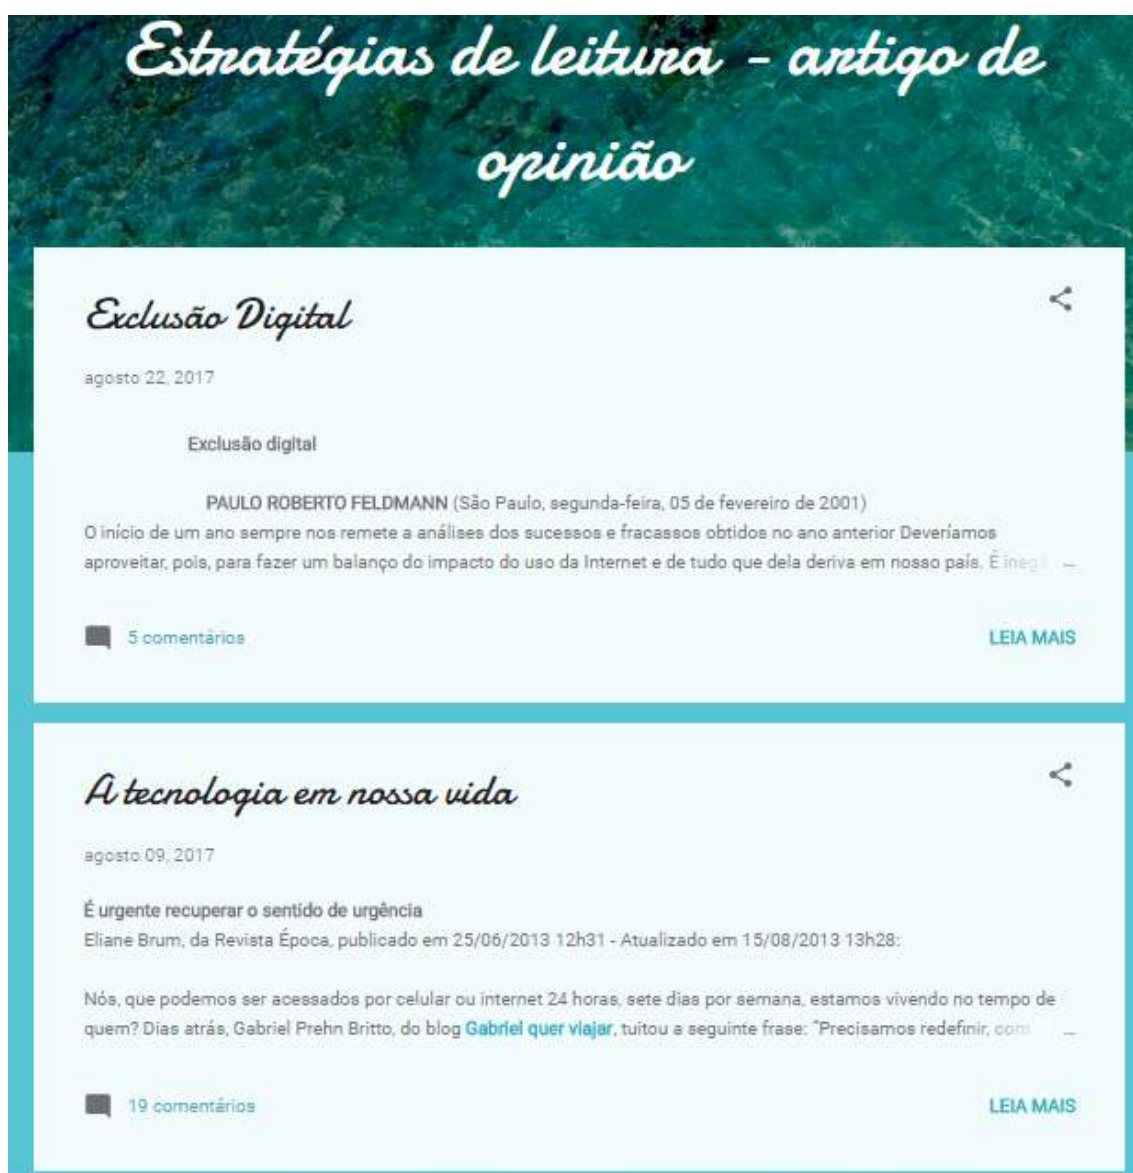 Estratégias de leitura - artigo de
opinião
Exclusão Digital
agosto 22, 2017
Exclusão digital
PAULO ROBERTO FELDMANN (São Paulo, segunda-feira, 05 de fevereiro de 2001)
O início de um ano sempre nos remete a análises dos sucessos e fracassos obtidos no ano anterior Deveríamos
aproveitar, pois, para fazer um balanço do impacto do uso da Internet e de tudo que dela deriva em nosso país. É ...
5 comentários
LEIA MAIS
A tecnologia em nossa vida
agosto 09, 2017
É urgente recuperar o sentido de urgência
Eliane Brum, da Revista Época, publicado em 25/06/2013 12h31 - Atualizado em 15/08/2013 13h28:
Nós, que podemos ser acessados por celular ou internet 24 horas, sete dias por semana, estamos vivendo no tempo de
quem? Dias atrás, Gabriel Prehn Britto, do blog Gabriel quer viajar, tuitou a seguinte frase: "Precisamos redefinir, com ...
19 comentários
LEIA MAIS